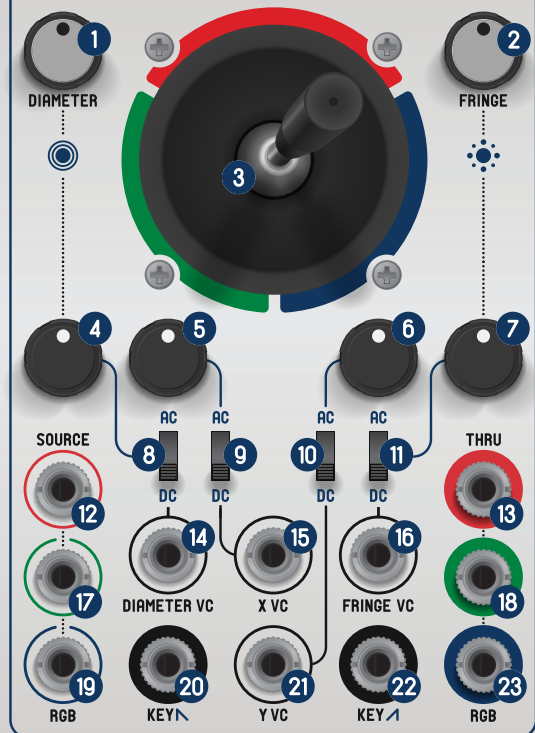 1
2
DIAMETER
FRINGE
3
4
5
6
7
AC
AC
AC
AC
SOURCE
THRU
8
9
10
11
DC
DC
DC
DC
12
13
14
15
16
17
18
DIAMETER VC
X VC
FRINGE VC
19
20
21
22
23
RGB
KEY
Y VC
KEY
RGB